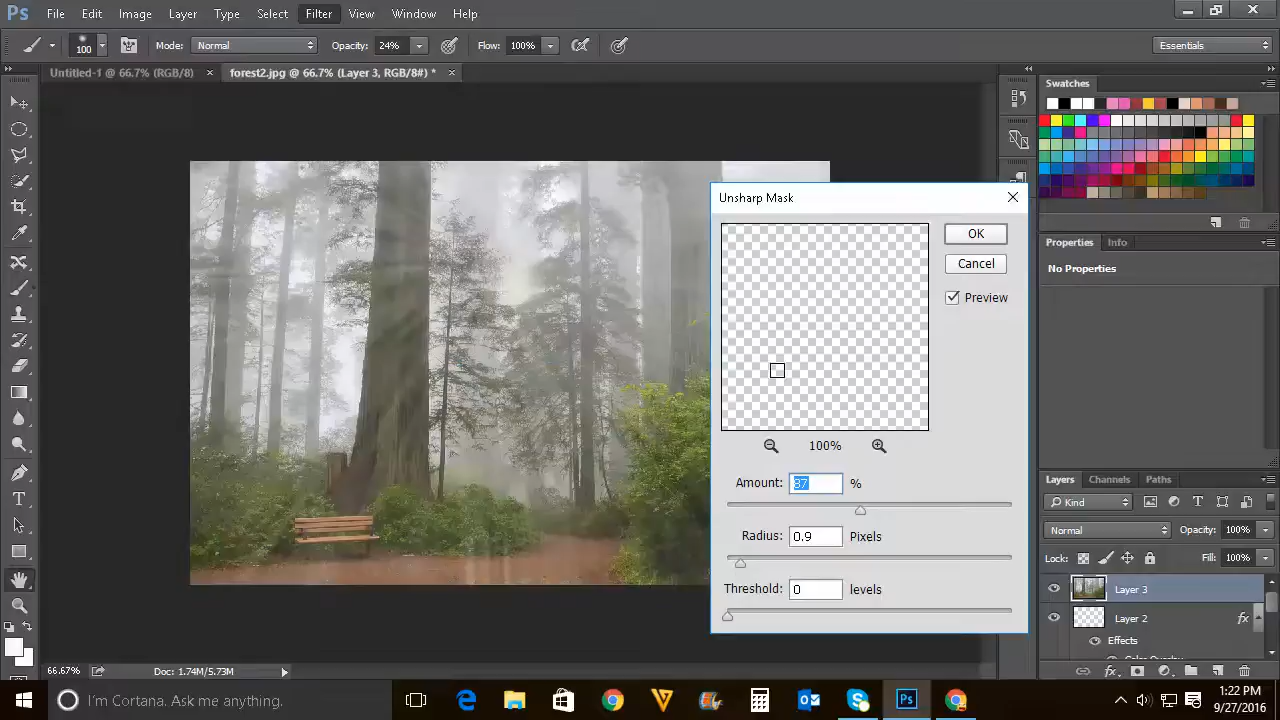 Ps File Edit Image Layer Type Select Filter View Window Help
100 Mode: Normal Opacity: 24% Flow: 100% Essentials
Untitled-1 @ 66.7% (RGB/8) × forest2.jpg @ 66.7% (Layer 3, RGB/8#) * ×
Swatches
Unsharp Mask
OK
Cancel
Preview
Properties Info
No Properties
100%
Amount: 87 %
Radius: 0.9 Pixels
Threshold: 0 levels
Layers Channels Paths
Kind
Normal Opacity: 100%
Lock: Fill: 100%
Layer 3
Layer 2 fx
Effects
Color Overlay
66.67% Doc: 1.74M/5.73M
I'm Cortana. Ask me anything.
1:22 PM
9/27/2016